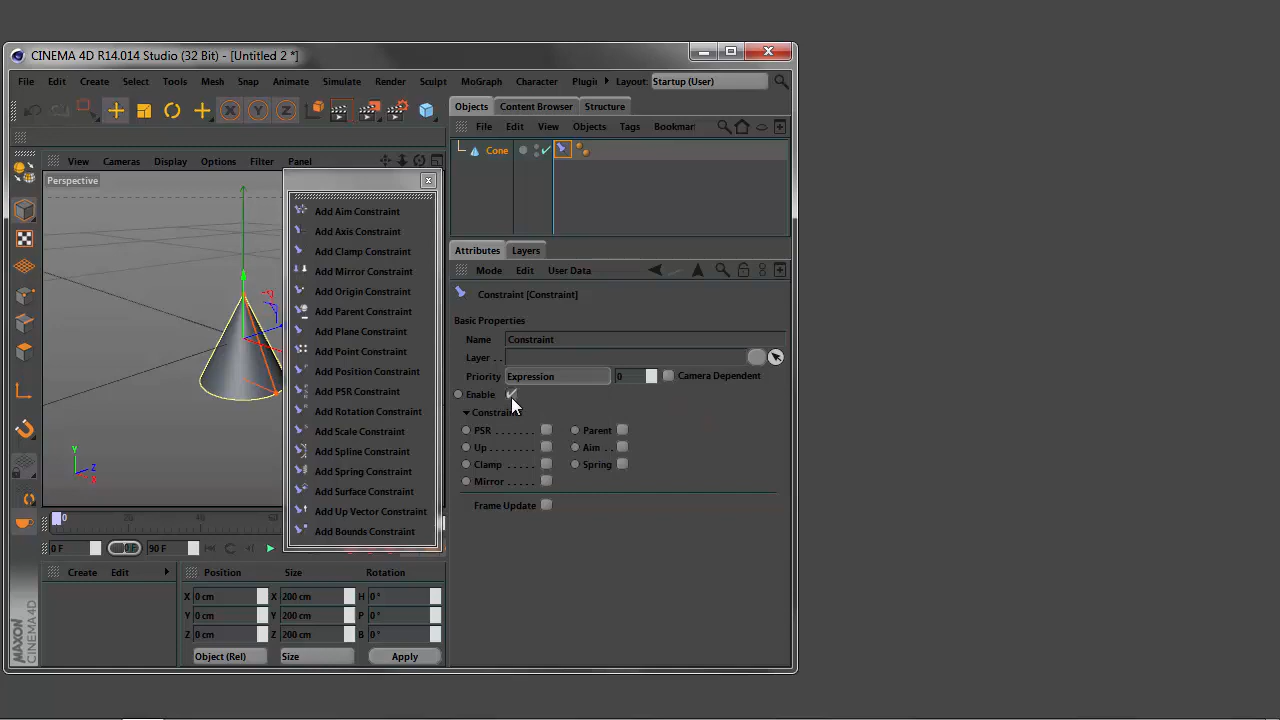 CINEMA 4D R14.014 Studio (32 Bit) - [Untitled 2 *]
File Edit Create Select Tools Mesh Snap Animate Simulate Render Sculpt MoGraph Character Plugin Layout: Startup (User)
Objects Content Browser Structure
File Edit View Objects Tags Bookmar
Cone
View Cameras Display Options Filter Panel
Perspective
Add Aim Constraint
Add Axis Constraint
Add Clamp Constraint
Add Mirror Constraint
Add Origin Constraint
Add Parent Constraint
Add Plane Constraint
Add Point Constraint
Add Position Constraint
Add PSR Constraint
Add Rotation Constraint
Add Scale Constraint
Add Spline Constraint
Add Spring Constraint
Add Surface Constraint
Add Up Vector Constraint
Add Bounds Constraint
Attributes Layers
Mode Edit User Data
Constraint [Constraint]
Basic Properties
Name Constraint
Layer . .
Priority Expression 0 Camera Dependent
Enable
PSR . . . . . . . Parent
Up . . . . . . . . Aim . .
Clamp . . . . . Spring
Mirror . . . . .
Frame Update
Y
Z
X
0 20 40 60
0 F 0 F 90 F
Create Edit
Position Size Rotation
X 0 cm X 200 cm H 0 °
Y 0 cm Y 200 cm P 0 °
Z 0 cm Z 200 cm B 0 °
Object (Rel) Size Apply
MAXON
CINEMA 4D